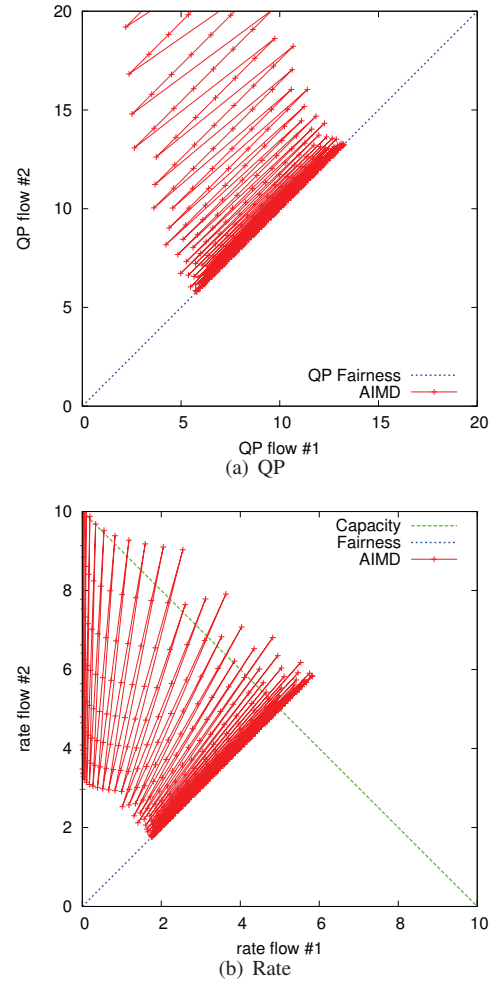 20
15
10
5
0
0 5 10 15 20
QP flow #2
QP Fairness
AIMD
QP flow #1
(a) QP
10
8
6
4
2
0
0 2 4 6 8 10
rate flow #2
Capacity
Fairness
AIMD
rate flow #1
(b) Rate